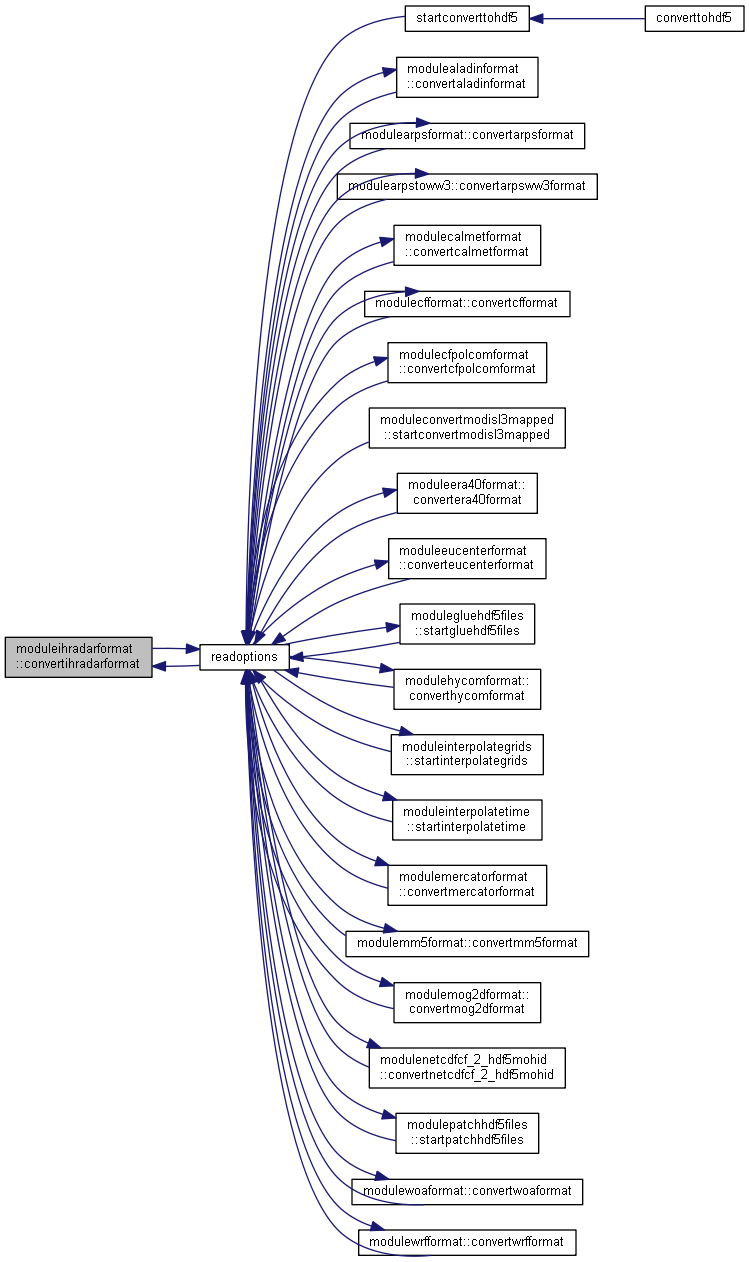 startconverttohdf5
converttohdf5
modulealadinformat
::convertaladinformat
modulearpsformat::convertarpsformat
modulearpstoww3::convertarpsww3format
modulecalmetformat
::convertcalmetformat
modulecfformat::convertcfformat
modulecfpolcomformat
::convertcfpolcomformat
moduleconvertmodisl3mapped
::startconvertmodisl3mapped
moduleera40format::
convertera40format
moduleeucenterformat
::converteucenterformat
modulegluehdf5files
::startgluehdf5files
moduleihradarformat
::convertihradarformat
readoptions
modulehycomformat::
converthycomformat
moduleinterpolategrids
::startinterpolategrids
moduleinterpolatetime
::startinterpolatetime
modulemercatorformat
::convertmercatorformat
modulemm5format::convertmm5format
modulemog2dformat::
convertmog2dformat
modulenetcdfcf_2_hdf5mohid
::convertnetcdfcf_2_hdf5mohid
modulepatchhdf5files
::startpatchhdf5files
modulewoaformat::convertwoaformat
modulewrfformat::convertwrfformat